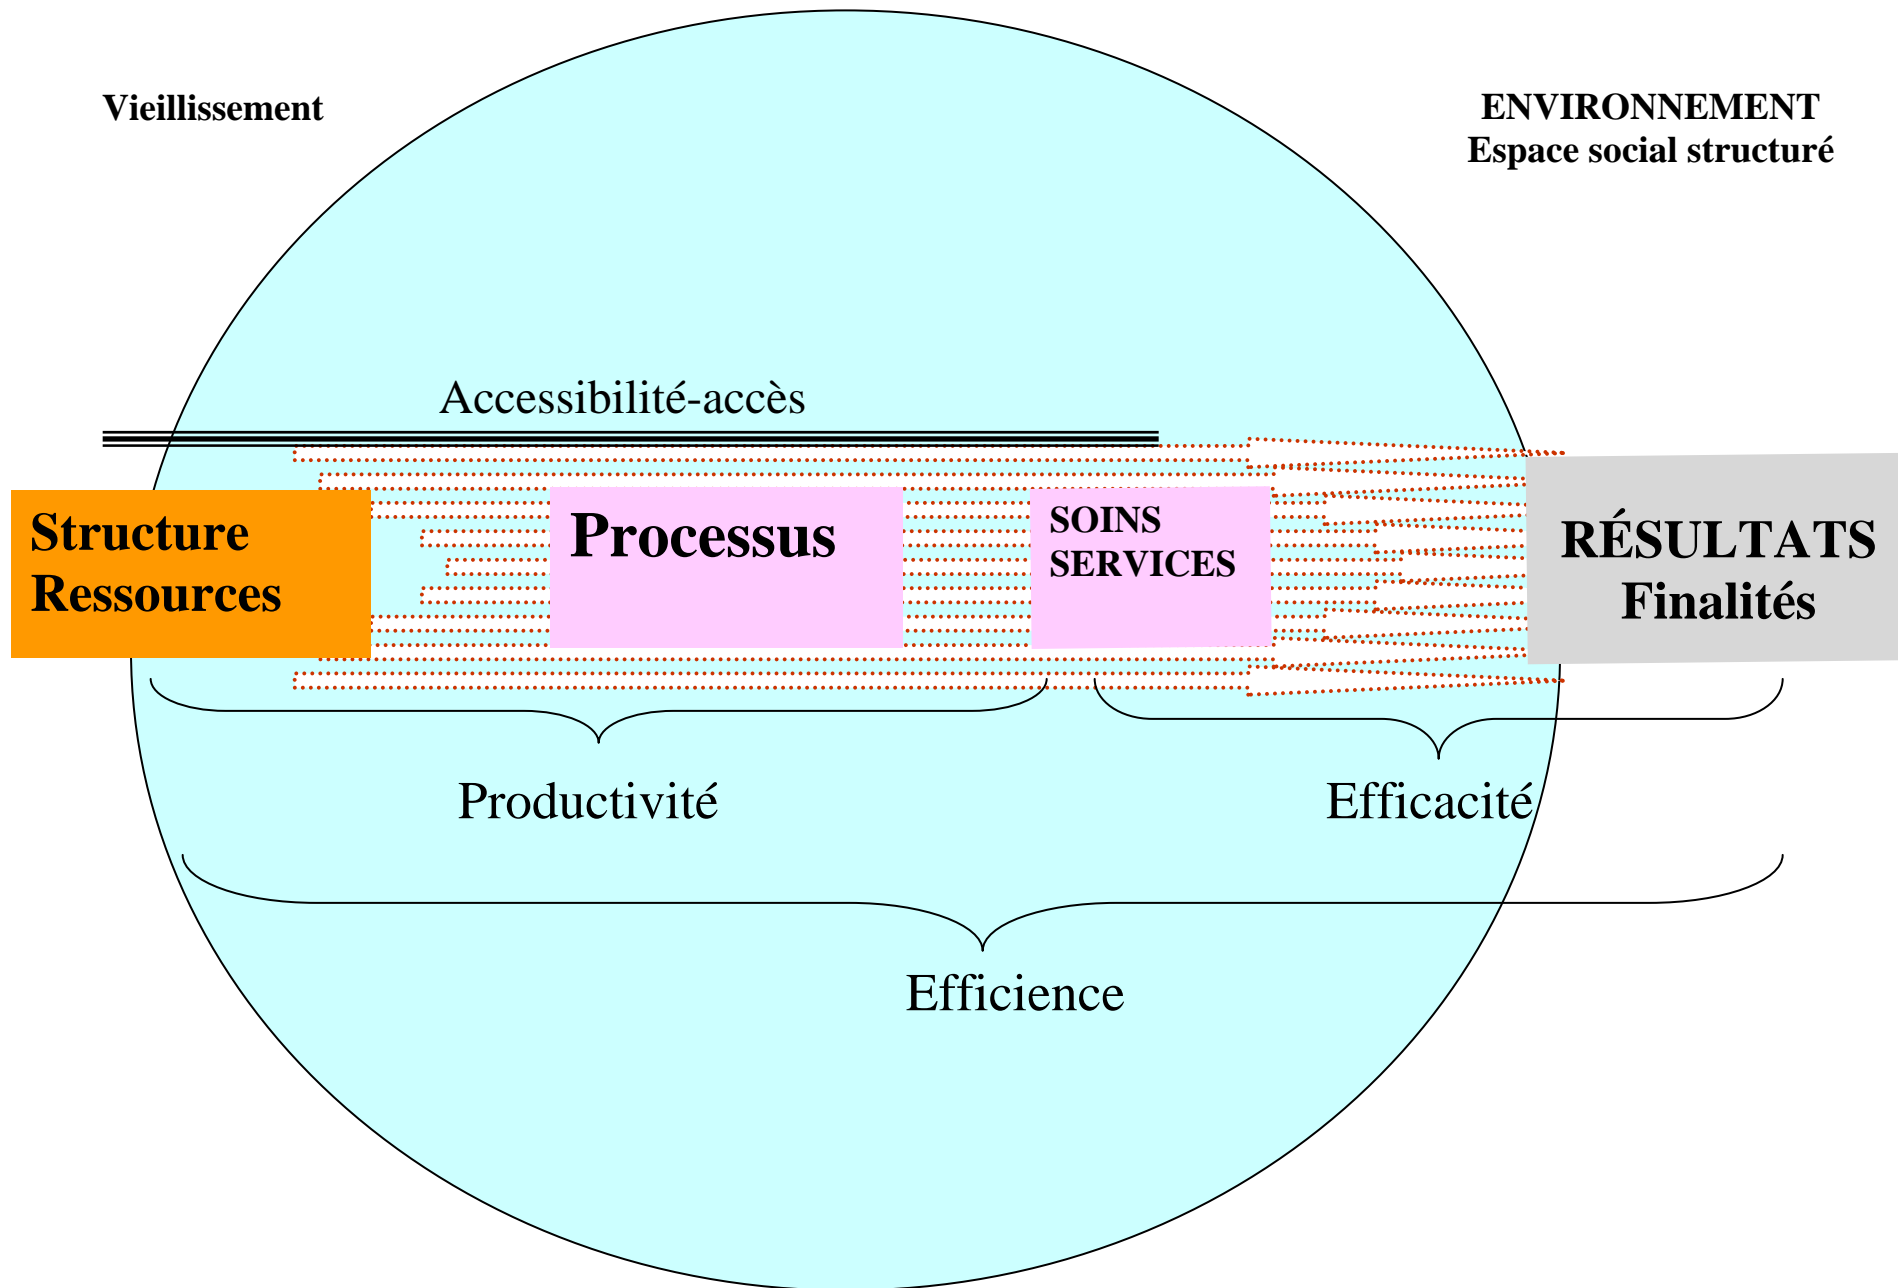 Vieillissement
ENVIRONNEMENT
Espace social structuré
Accessibilité-accès
Structure
Ressources
Processus
SOINS
SERVICES
RÉSULTATS
Finalités
Productivité
Efficacité
Efficience